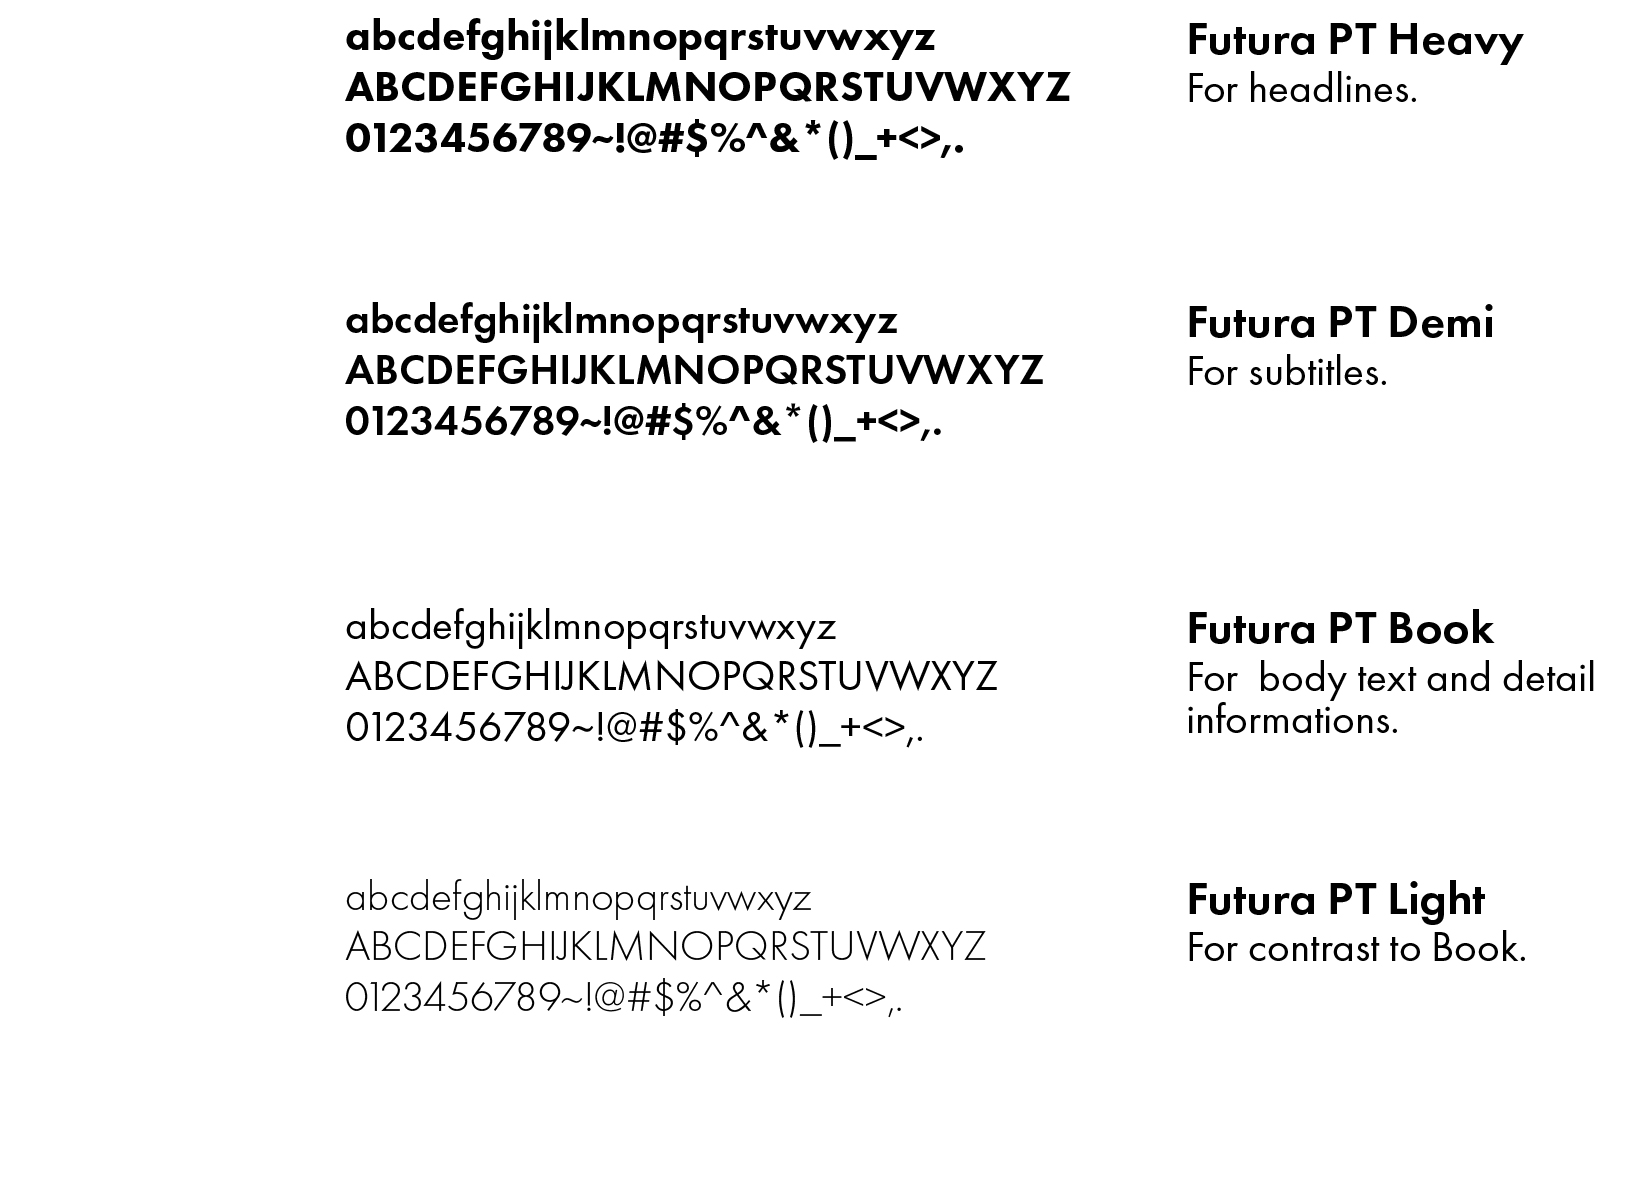 abcdefghijklmnopqrstuvwxyz
ABCDEFGHIJKLMNOPQRSTUVWXYZ
0123456789~!@#$%^&*()_+<>,.
Futura PT Heavy
For headlines.
abcdefghijklmnopqrstuvwxyz
ABCDEFGHIJKLMNOPQRSTUVWXYZ
0123456789~!@#$%^&*()_+<>,.
Futura PT Demi
For subtitles.
abcdefghijklmnopqrstuvwxyz
ABCDEFGHIJKLMNOPQRSTUVWXYZ
0123456789~!@#$%^&*()_+<>,.
Futura PT Book
For  body text and detail
informations.
abcdefghijklmnopqrstuvwxyz
ABCDEFGHIJKLMNOPQRSTUVWXYZ
0123456789~!@#$%^&*()_+<>,.
Futura PT Light
For contrast to Book.